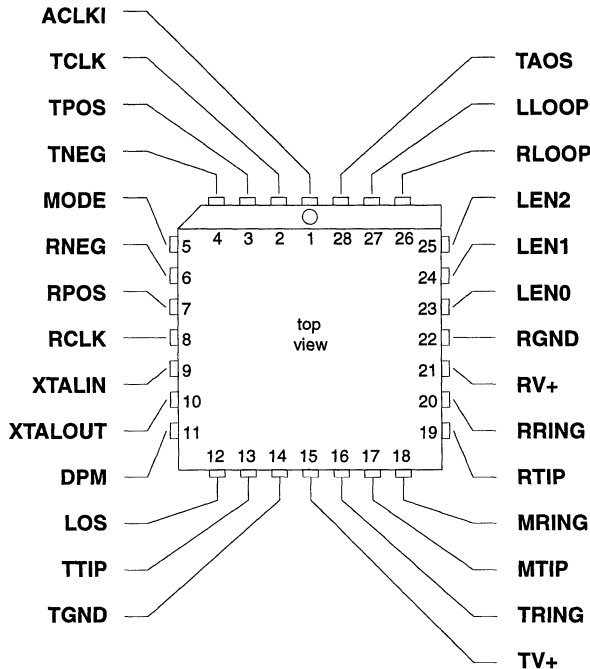 ACLKI
TCLK
TPOS
TNEG
MODE
RNEG
RPOS
RCLK
XTALIN
XTALOUT
DPM
LOS
TTIP
TGND
TAOS
LLOOP
RLOOP
LEN2
LEN1
LEN0
RGND
RV+
RRING
RTIP
MRING
MTIP
TRING
TV+
4 3 2 1 28 27 26
5
6
7
8
9
10
11
25
24
23
22
21
20
19
top
view
12 13 14 15 16 17 18